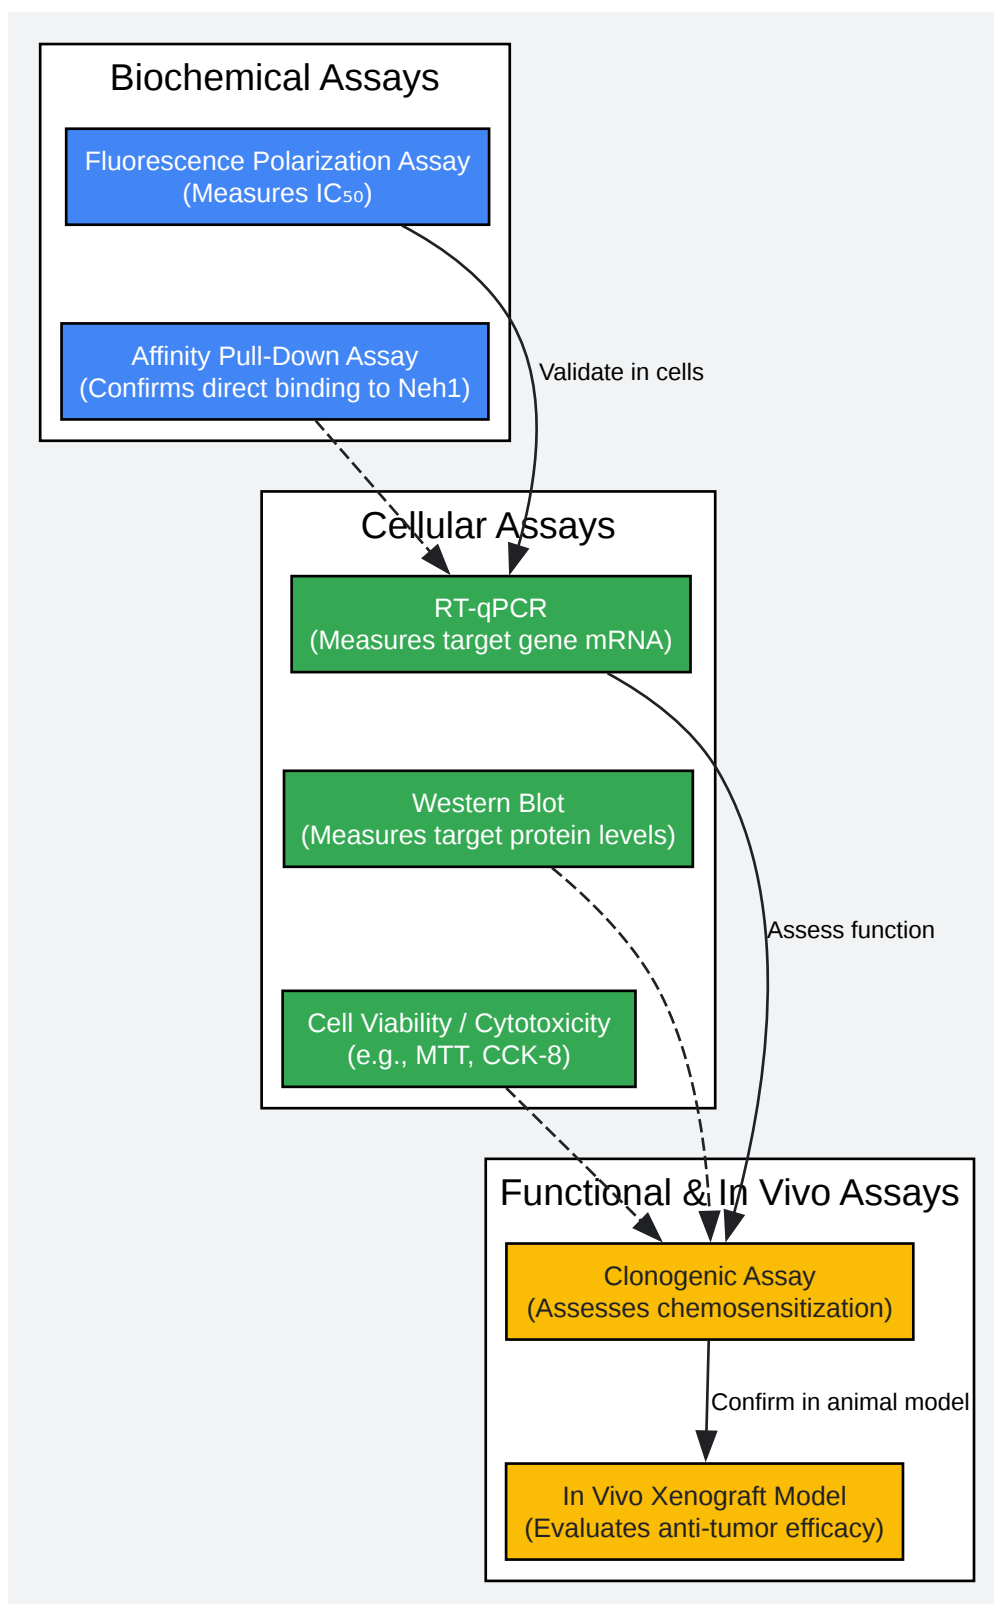 Biochemical Assays
Fluorescence Polarization Assay
(Measures IC₅₀)
Affinity Pull-Down Assay
(Confirms direct binding to Neh1)
Validate in cells
Cellular Assays
RT-qPCR
(Measures target gene mRNA)
Western Blot
(Measures target protein levels)
Assess function
Cell Viability / Cytotoxicity
(e.g., MTT, CCK-8)
Functional & In Vivo Assays
Clonogenic Assay
(Assesses chemosensitization)
Confirm in animal model
In Vivo Xenograft Model
(Evaluates anti-tumor efficacy)